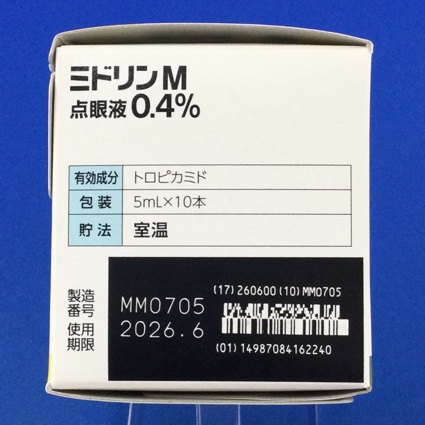 ミドリンM
点眼液0.4%
有効成分 トロピカミド
包装 5mL×10本
貯法 室温
製造番号 MM0705
使用期限 2026.6
(17)260600(10)MM0705
(01)14987084162240